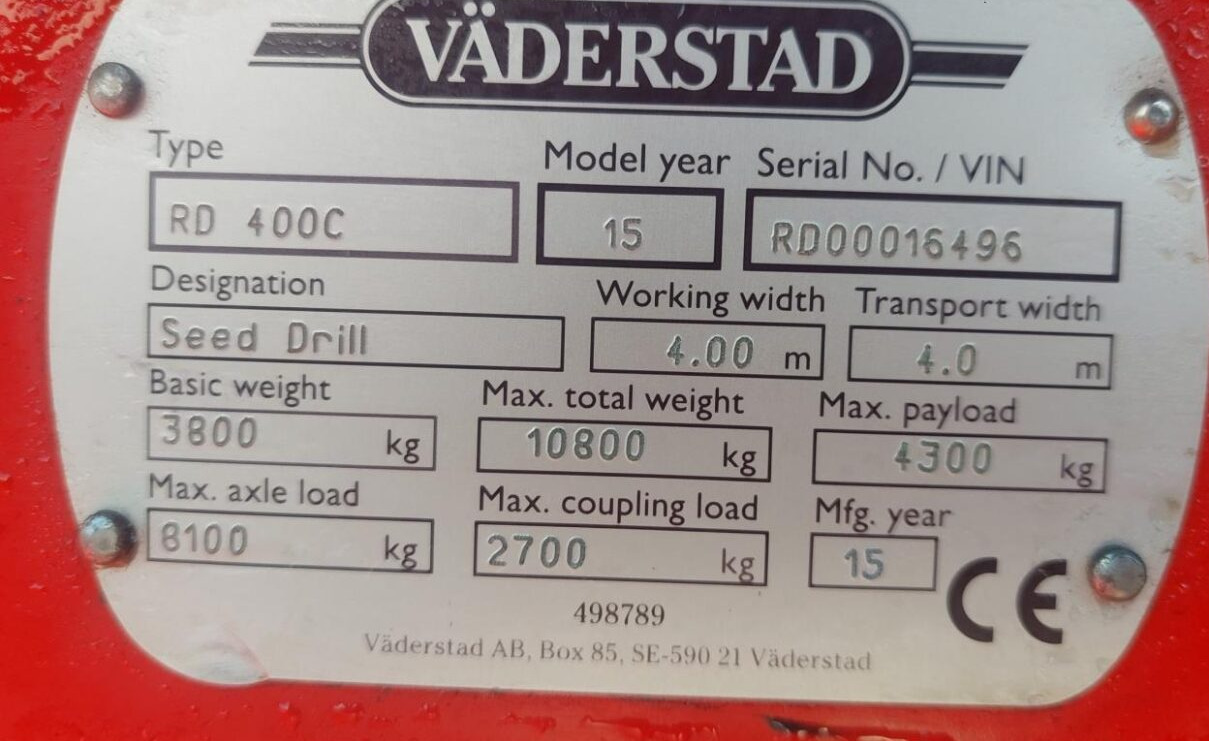 VÄDERSTAD
Type Model year Serial No. / VIN
RD 400C 15 RD00016496
Designation Working width Transport width
Seed Drill 4.00 m 4.0 m
Basic weight Max. total weight Max. payload
3800 kg 10800 kg 4300 kg
Max. axle load Max. coupling load Mfg. year
8100 kg 2700 kg 15
CE
498789
Väderstad AB, Box 85, SE-590 21 Väderstad